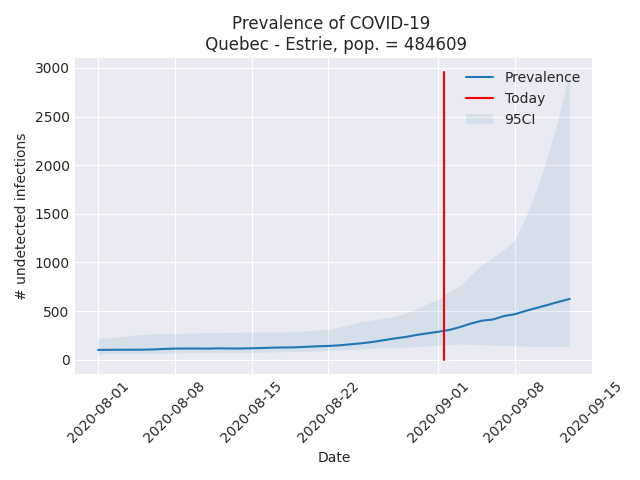 Prevalence of COVID-19
Quebec - Estrie, pop. = 484609
3000
2500
2000
1500
1000
500
0
# undetected infections
Prevalence
Today
95CI
2020-08-01
2020-08-08
2020-08-15
2020-08-22
2020-09-01
2020-09-08
2020-09-15
Date